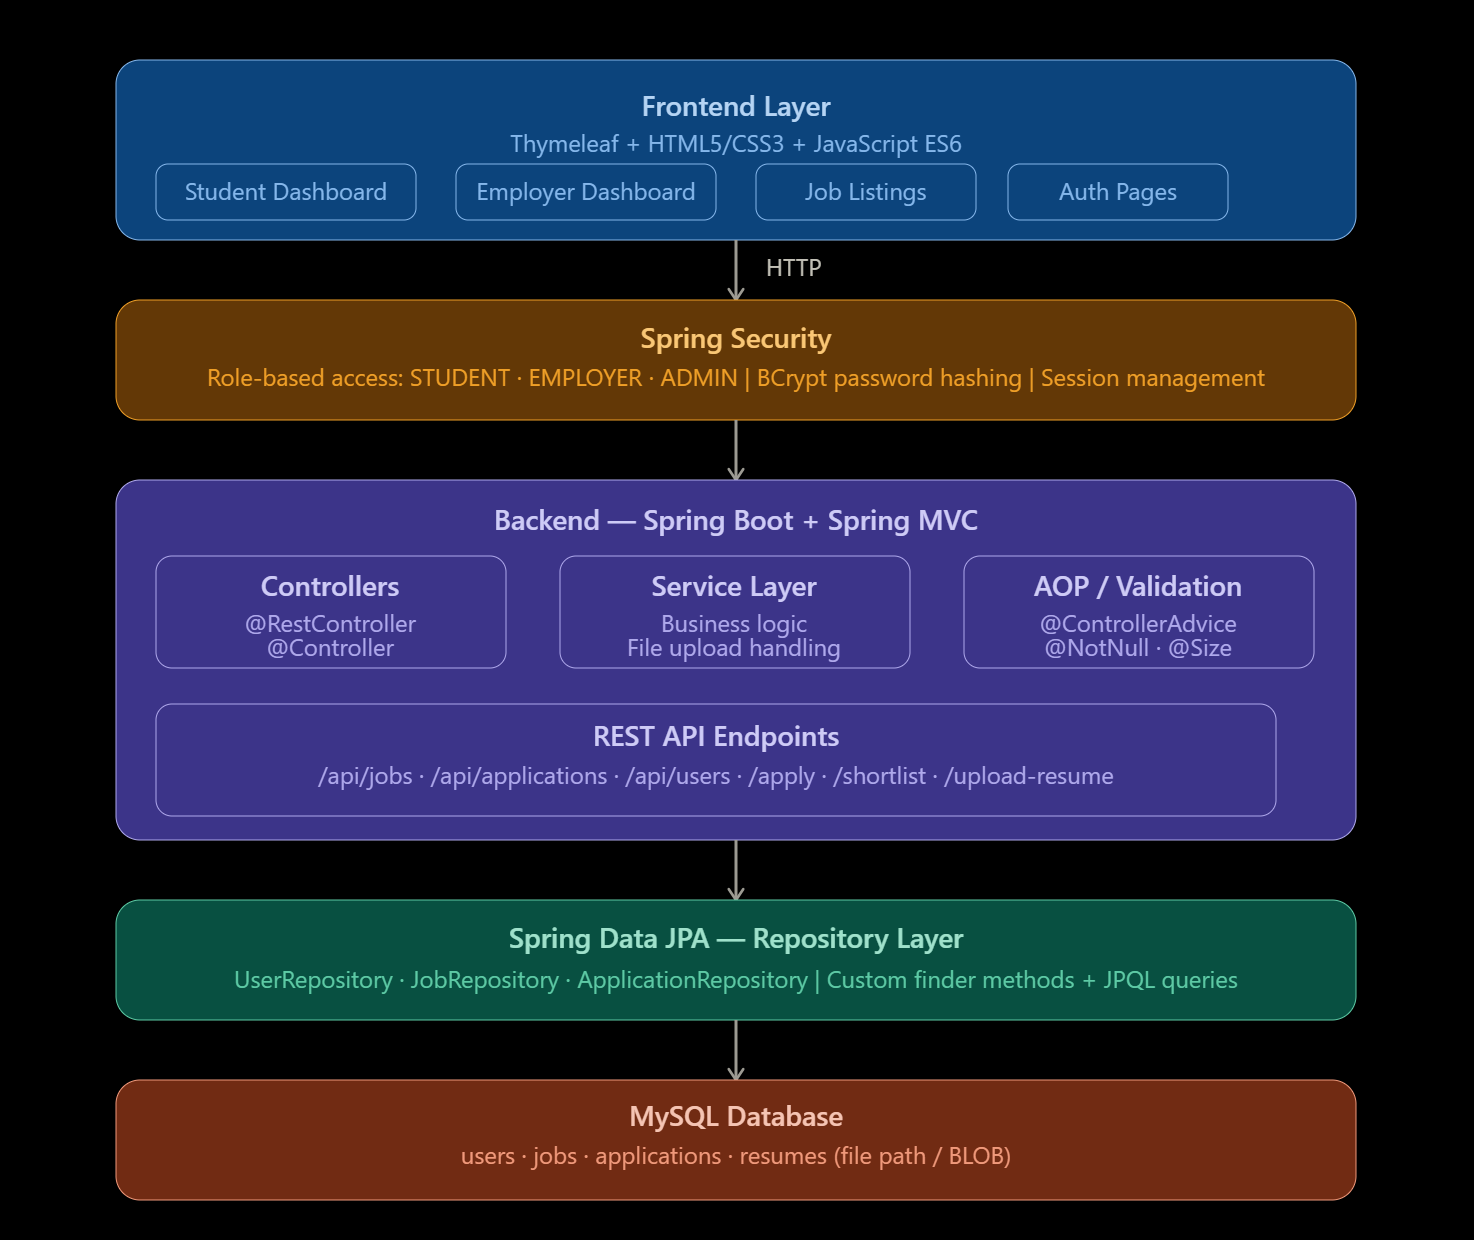 Frontend Layer
Thymeleaf + HTML5/CSS3 + JavaScript ES6
Student Dashboard
Employer Dashboard
Job Listings
Auth Pages
HTTP
Spring Security
Role-based access: STUDENT · EMPLOYER · ADMIN | BCrypt password hashing | Session management
Backend — Spring Boot + Spring MVC
Controllers
@RestController
@Controller
Service Layer
Business logic
File upload handling
AOP / Validation
@ControllerAdvice
@NotNull · @Size
REST API Endpoints
/api/jobs · /api/applications · /api/users · /apply · /shortlist · /upload-resume
Spring Data JPA — Repository Layer
UserRepository · JobRepository · ApplicationRepository | Custom finder methods + JPQL queries
MySQL Database
users · jobs · applications · resumes (file path / BLOB)